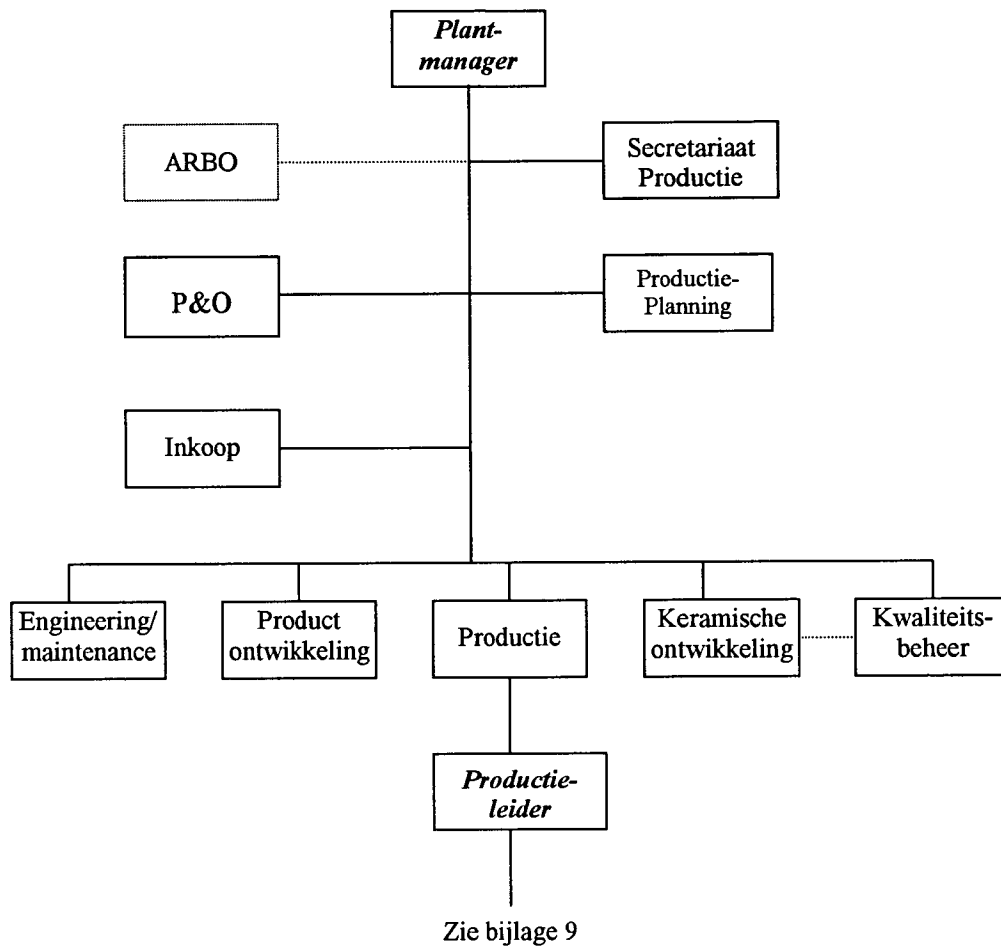 Plant-
manager
ARBO
Secretariaat
Productie
P&O
Productie-
Planning
Inkoop
Engineering/
maintenance
Product
ontwikkeling
Productie
Keramische
ontwikkeling
Kwaliteits-
beheer
Productie-
leider
Zie bijlage 9